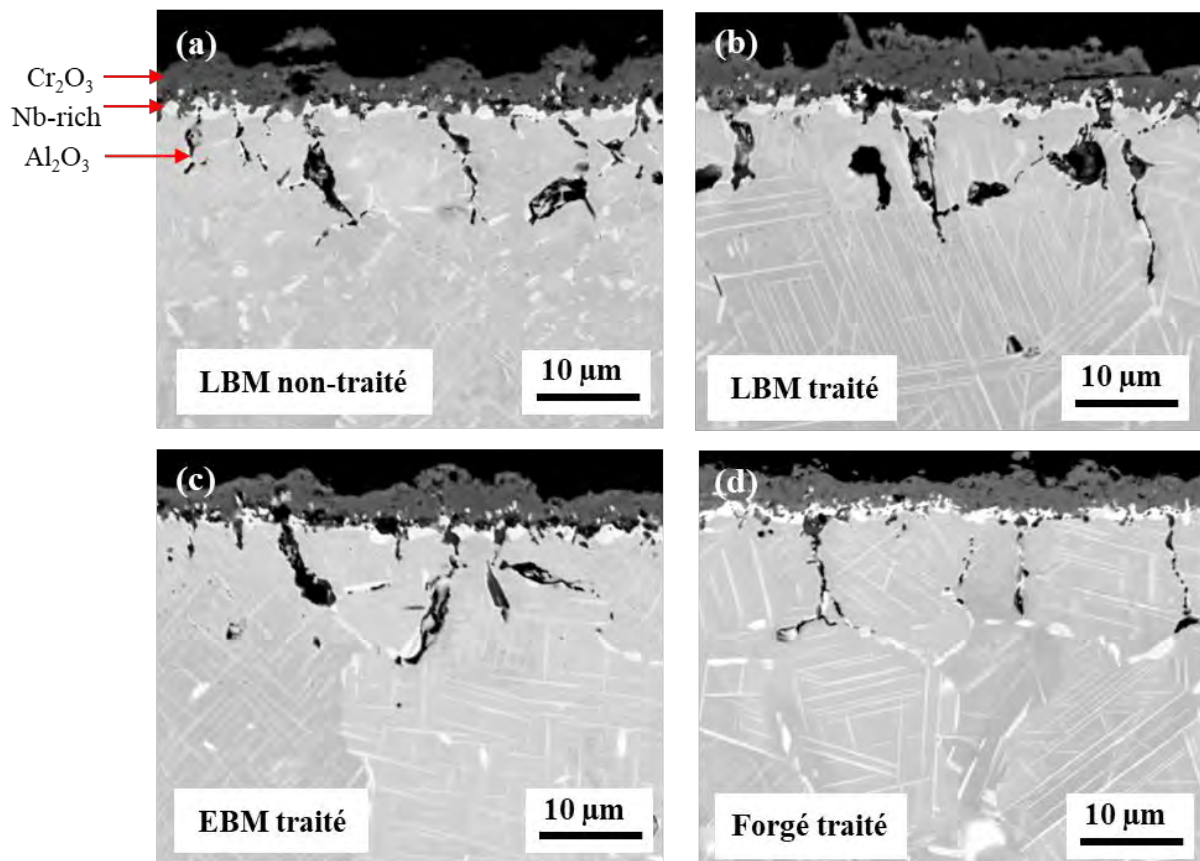 (a)
(b)
Cr₂O₃
Nb-rich
Al₂O₃
LBM non-traité
10 µm
LBM traité
10 µm
(c)
(d)
EBM traité
10 µm
Forgé traité
10 µm